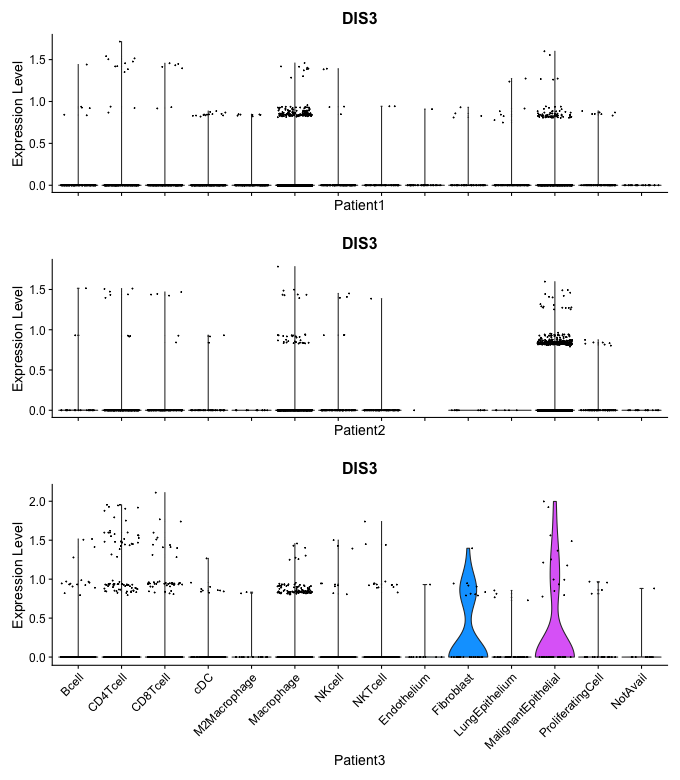 DIS3
Expression Level
1.5
1.0
0.5
0.0
Patient1
DIS3
Expression Level
1.5
1.0
0.5
0.0
Patient2
DIS3
Expression Level
2.0
1.5
1.0
0.5
0.0
Bcell
CD4Tcell
CD8Tcell
cDC
M2Macrophage
Macrophage
NKcell
NKTcell
Endothelium
Fibroblast
LungEpithelium
MalignantEpithelial
ProliferatingCell
NotAvail
Patient3